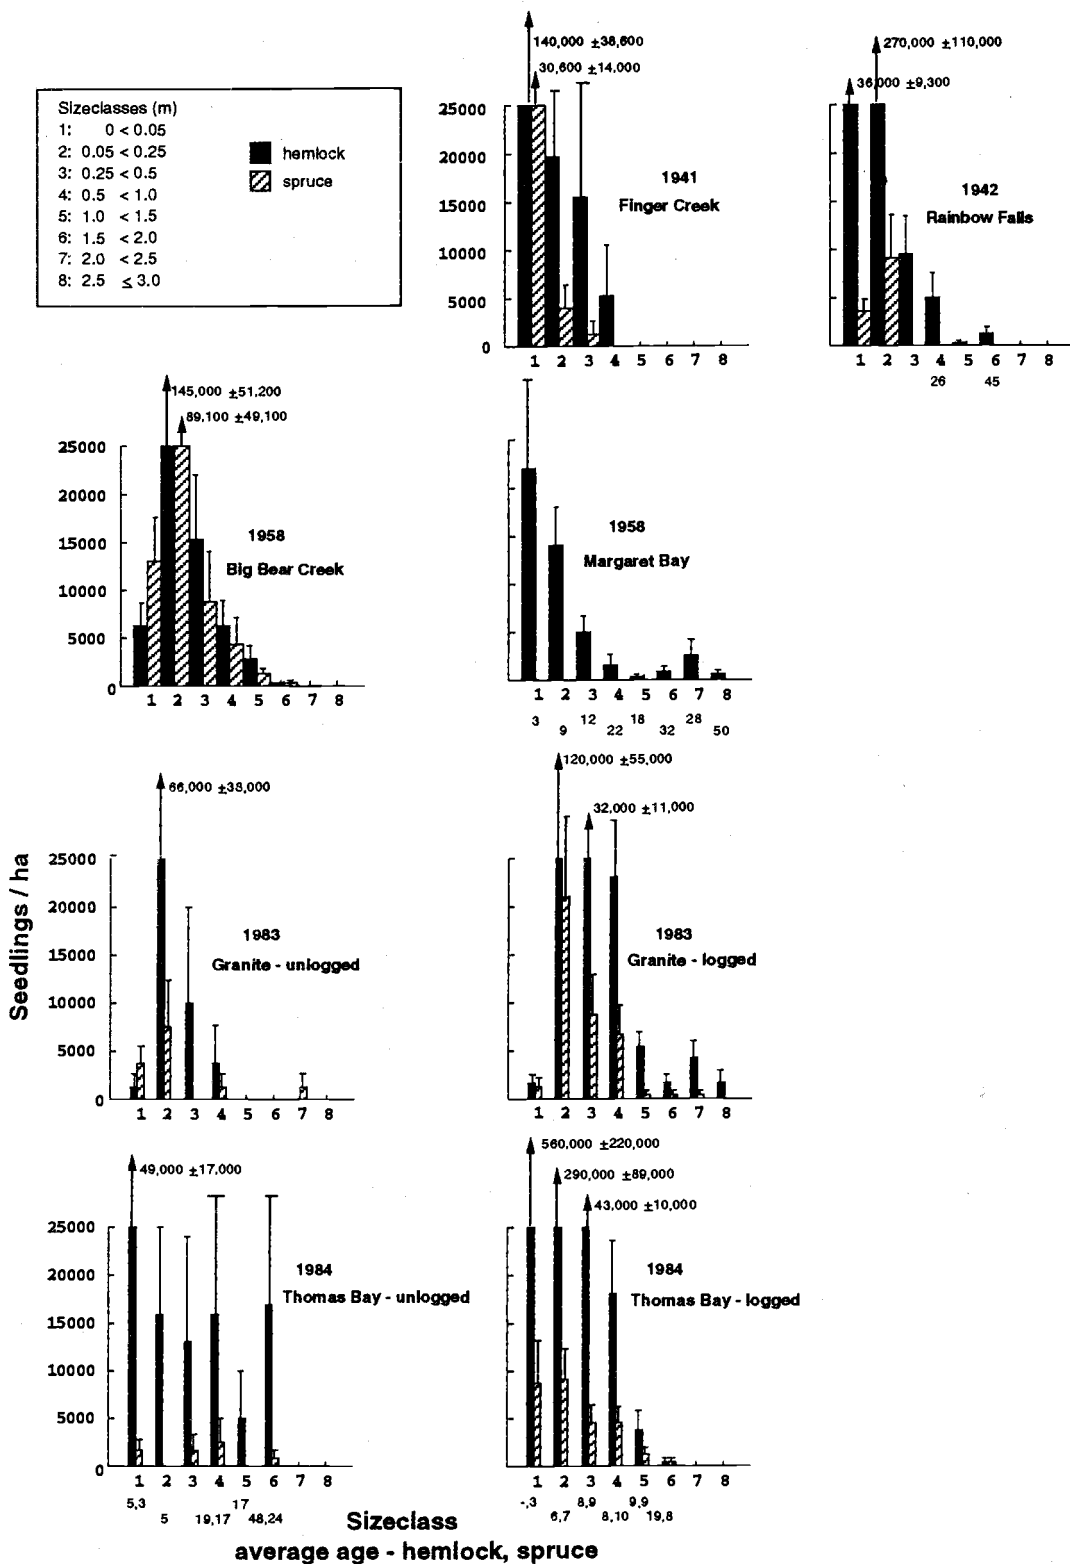 Sizeclasses (m)
1: 0 < 0.05
2: 0.05 < 0.25
3: 0.25 < 0.5
4: 0.5 < 1.0
5: 1.0 < 1.5
6: 1.5 < 2.0
7: 2.0 < 2.5
8: 2.5 ≤ 3.0
hemlock
spruce
140,000 ±38,600
30,600 ±14,000
25000
20000
15000
10000
5000
0
1941
Finger Creek
1 2 3 4 5 6 7 8
270,000 ±110,000
36,000 ±9,300
1942
Rainbow Falls
1 2 3 4 5 6 7 8
26 45
145,000 ±51,200
89,100 ±49,100
25000
20000
15000
10000
5000
0
1958
Big Bear Creek
1 2 3 4 5 6 7 8
1958
Margaret Bay
1 2 3 4 5 6 7 8
3 9 12 22 18 32 28 50
Seedlings / ha
66,000 ±38,000
25000
20000
15000
10000
5000
0
1983
Granite - unlogged
1 2 3 4 5 6 7 8
120,000 ±55,000
32,000 ±11,000
1983
Granite - logged
1 2 3 4 5 6 7 8
49,000 ±17,000
25000
20000
15000
10000
5000
0
1984
Thomas Bay - unlogged
1 2 3 4 5 6 7 8
5,3 5 19,17 17 48,24
560,000 ±220,000
290,000 ±89,000
43,000 ±10,000
1984
Thomas Bay - logged
1 2 3 4 5 6 7 8
-,3 6,7 8,9 8,10 9,9 19,8
Sizeclass
average age - hemlock, spruce